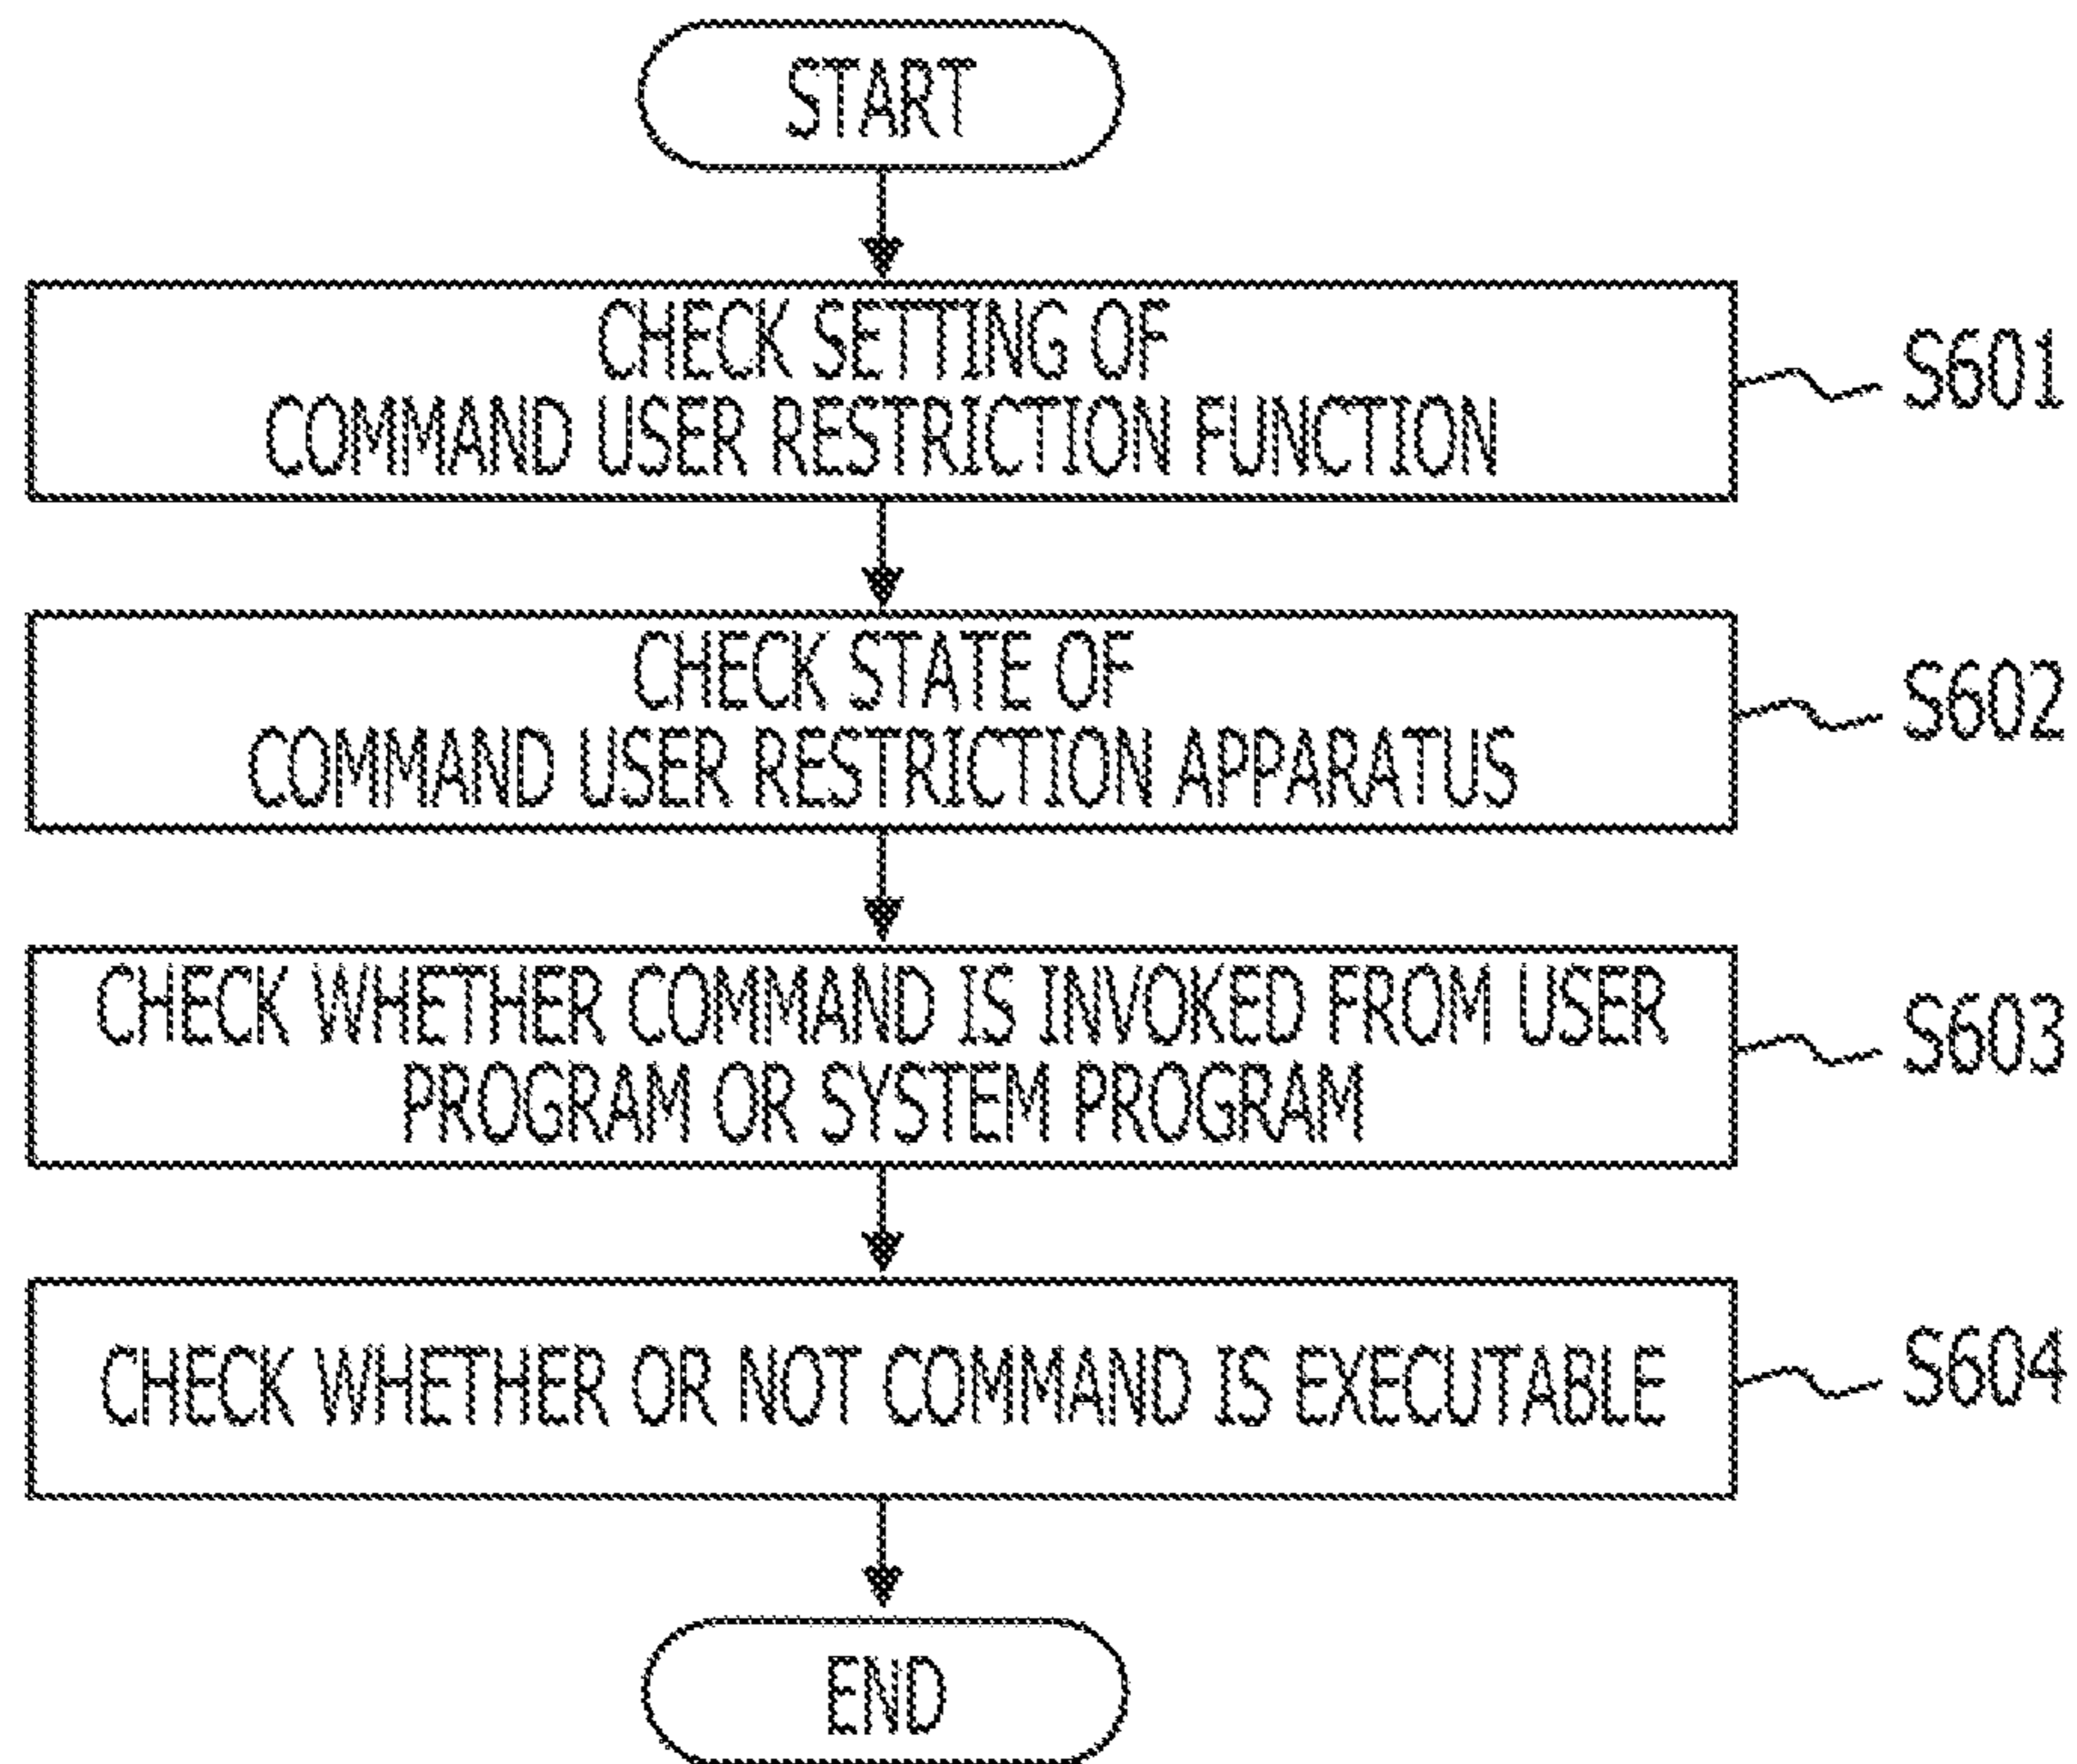 START
CHECK SETTING OF
COMMAND USER RESTRICTION FUNCTION
S601
CHECK STATE OF
COMMAND USER RESTRICTION APPARATUS
S602
CHECK WHETHER COMMAND IS INVOKED FROM USER
PROGRAM OR SYSTEM PROGRAM
S603
CHECK WHETHER OR NOT COMMAND IS EXECUTABLE
S604
END